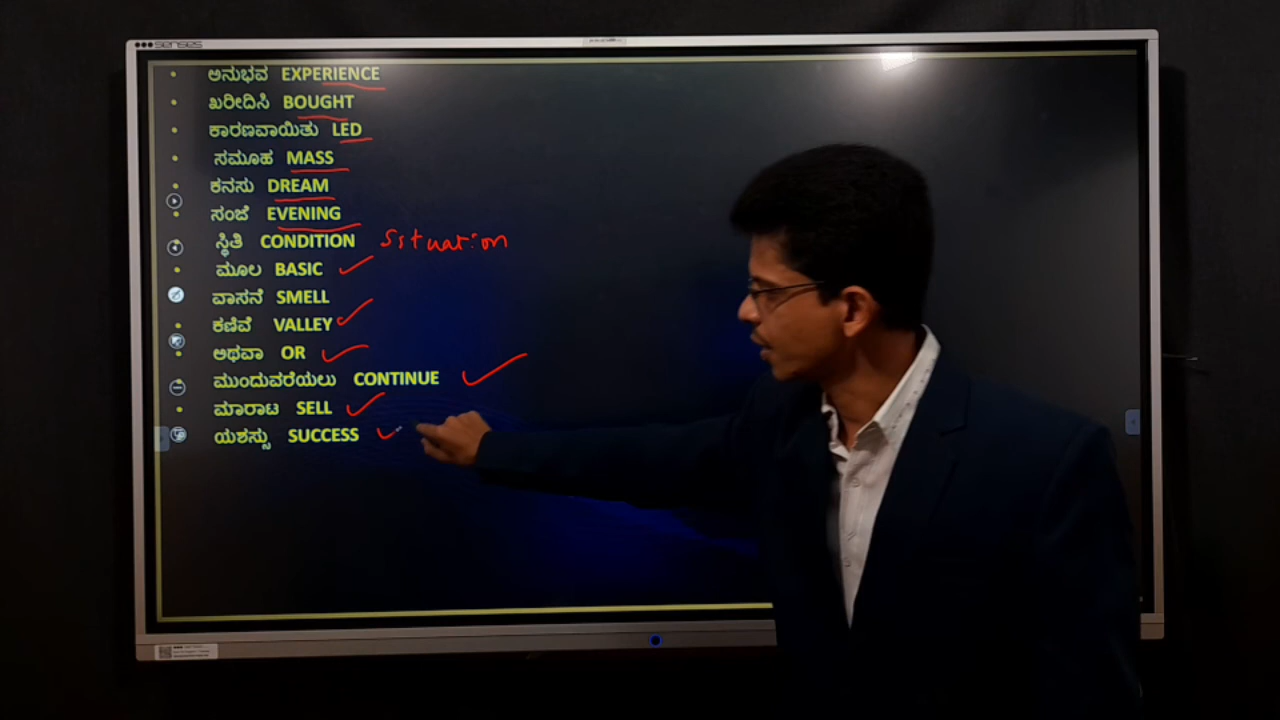 senses
ಅನುಭವ EXPERIENCE
ಖರೀದಿಸಿ BOUGHT
ಕಾರಣವಾಯಿತು LED
ಸಮೂಹ MASS
ಕನಸು DREAM
ಸಂಜೆ EVENING
ಸ್ಥಿತಿ CONDITION Situation
ಮೂಲ BASIC
ವಾಸನೆ SMELL
ಕಣಿವೆ VALLEY
ಅಥವಾ OR
ಮುಂದುವರೆಯಲು CONTINUE
ಮಾರಾಟ SELL
ಯಶಸ್ಸು SUCCESS